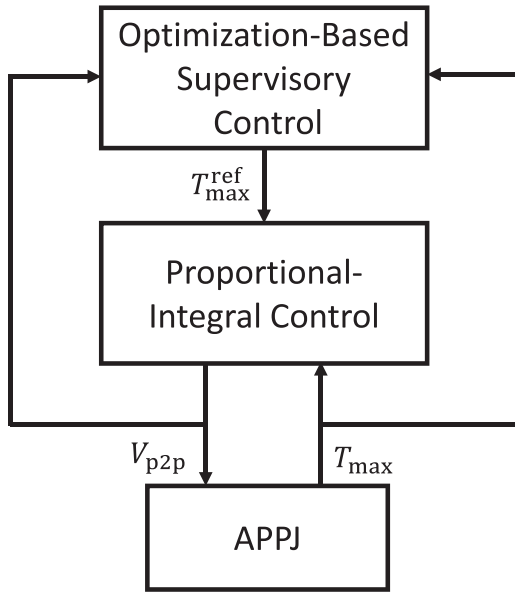 Optimization-Based
Supervisory
Control
T_max^ref
Proportional-
Integral Control
V_p2p
T_max
APPJ